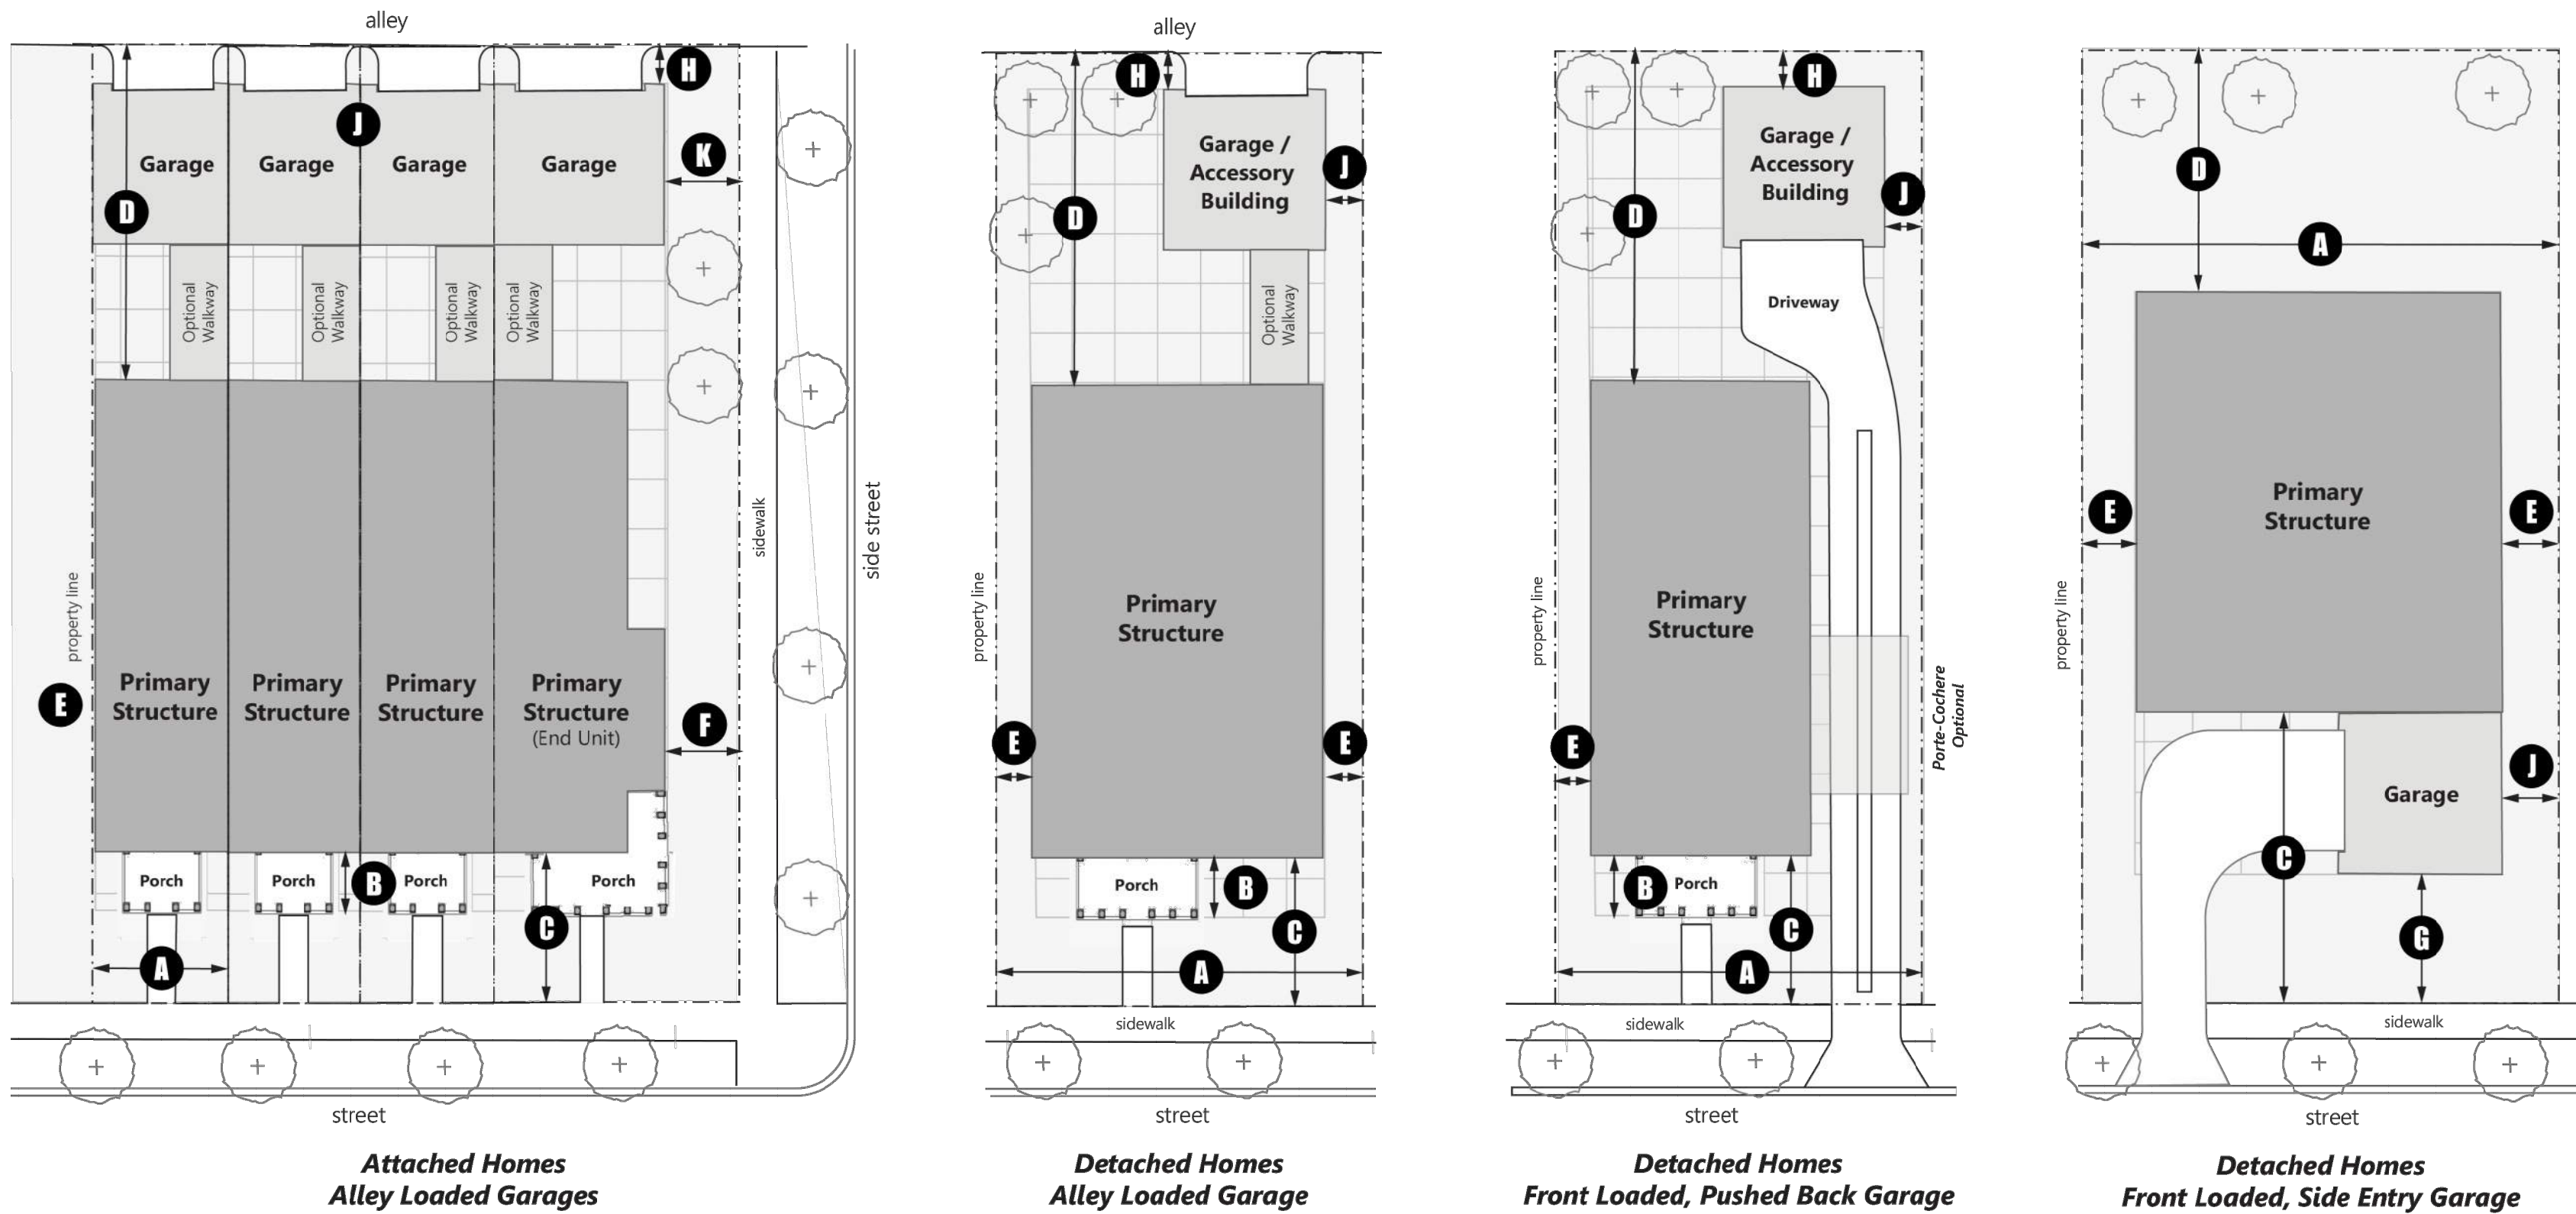 alley
H
J
Garage
Garage
Garage
Garage
K
D
Optional
Walkway
Optional
Walkway
Optional
Walkway
Optional
Walkway
sidewalk
side street
property line
E
Primary
Structure
Primary
Structure
Primary
Structure
Primary
Structure
(End Unit)
F
Porch
Porch
B
Porch
Porch
C
A
street
Attached Homes
Alley Loaded Garages
alley
H
Garage /
Accessory
Building
J
D
Optional
Walkway
property line
Primary
Structure
E
E
Porch
B
C
A
sidewalk
street
Detached Homes
Alley Loaded Garage
H
Garage /
Accessory
Building
J
D
Driveway
property line
Primary
Structure
Porte-Cochere
Optional
E
B
Porch
C
A
sidewalk
street
Detached Homes
Front Loaded, Pushed Back Garage
D
A
Primary
Structure
E
E
property line
J
Garage
C
G
sidewalk
street
Detached Homes
Front Loaded, Side Entry Garage